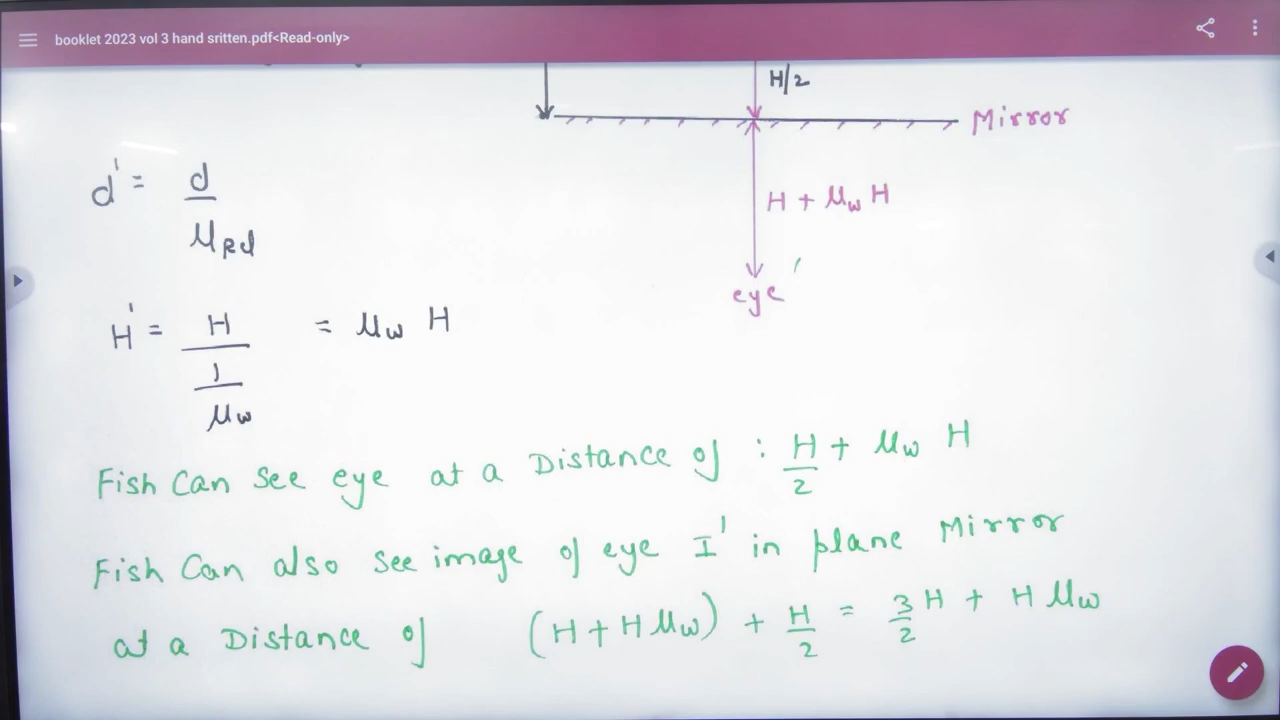 booklet 2023 vol 3 hand sritten.pdf<Read-only>
H/2
Mirror
d' = d / μRel
H + μw H
eye'
H' = H / (1 / μw) = μw H
Fish Can See eye at a Distance of : H/2 + μw H
Fish Can also See image of eye I' in plane Mirror
at a Distance of (H + H μw) + H/2 = 3/2 H + H μw